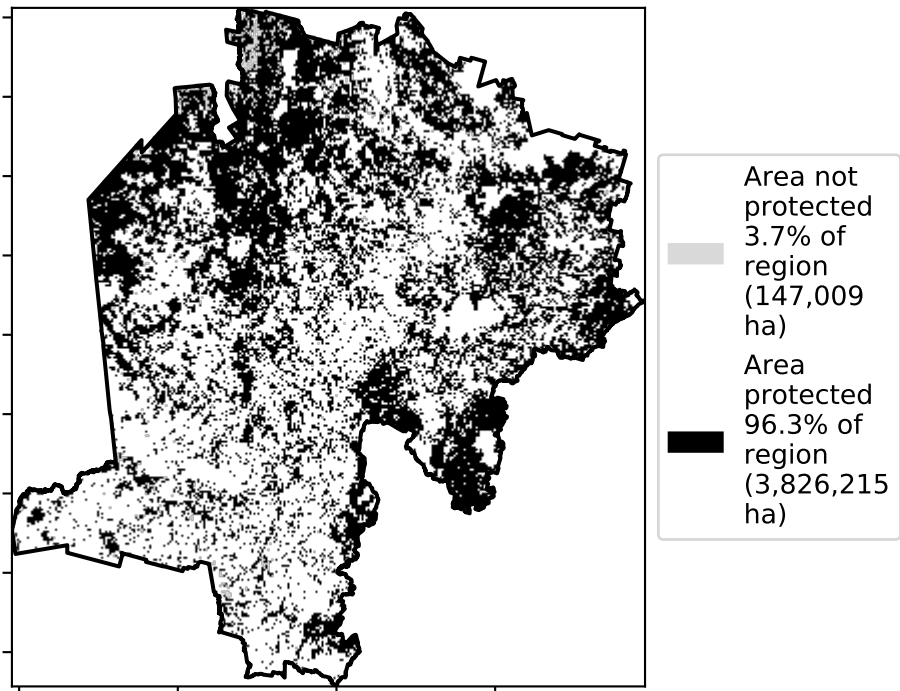 Area not
protected
3.7% of
region
(147,009
ha)
Area
protected
96.3% of
region
(3,826,215
ha)